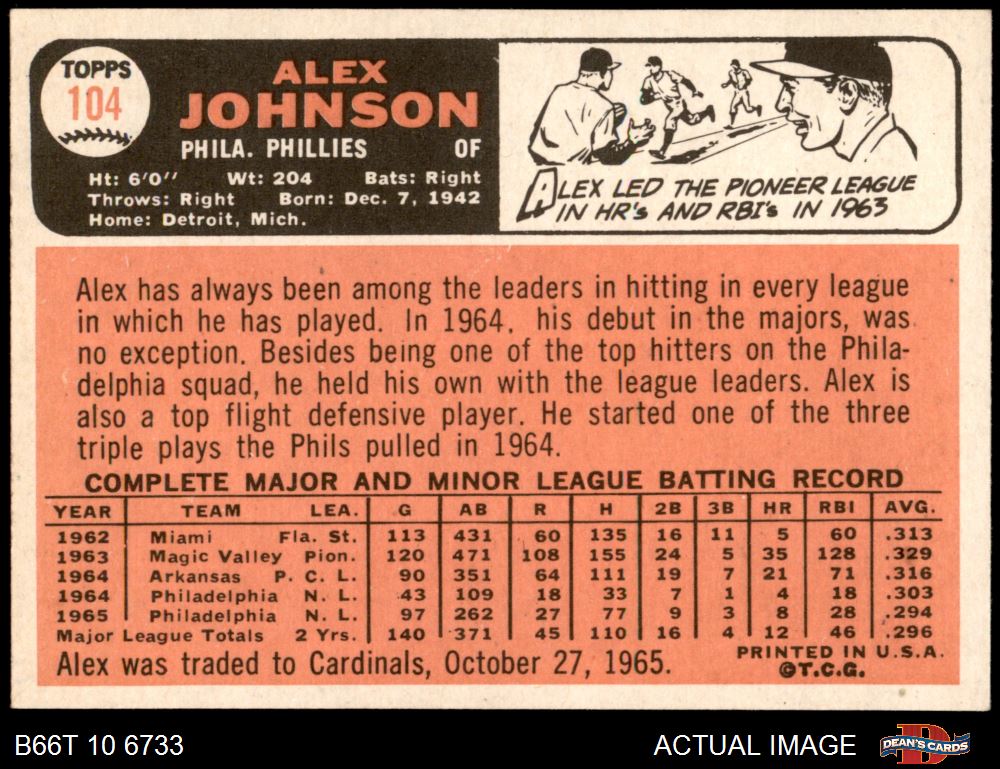 TOPPS
104
ALEX
JOHNSON
PHILA. PHILLIES OF
Ht: 6'0'' Wt: 204 Bats: Right
Throws: Right Born: Dec. 7, 1942
Home: Detroit, Mich.
ALEX LED THE PIONEER LEAGUE
IN HR's AND RBI's IN 1963
Alex has always been among the leaders in hitting in every league
in which he has played. In 1964, his debut in the majors, was
no exception. Besides being one of the top hitters on the Phila-
delphia squad, he held his own with the league leaders. Alex is
also a top flight defensive player. He started one of the three
triple plays the Phils pulled in 1964.
COMPLETE MAJOR AND MINOR LEAGUE BATTING RECORD
YEAR TEAM LEA. G AB R H 2B 3B HR RBI AVG.
1962 Miami Fla. St. 113 431 60 135 16 11 5 60 .313
1963 Magic Valley Pion. 120 471 108 155 24 5 35 128 .329
1964 Arkansas P. C. L. 90 351 64 111 19 7 21 71 .316
1964 Philadelphia N. L. 43 109 18 33 7 1 4 18 .303
1965 Philadelphia N. L. 97 262 27 77 9 3 8 28 .294
Major League Totals 2 Yrs. 140 371 45 110 16 4 12 46 .296
Alex was traded to Cardinals, October 27, 1965.
PRINTED IN U.S.A.
©T.C.G.
B66T 10 6733 ACTUAL IMAGE DEAN'S CARDS